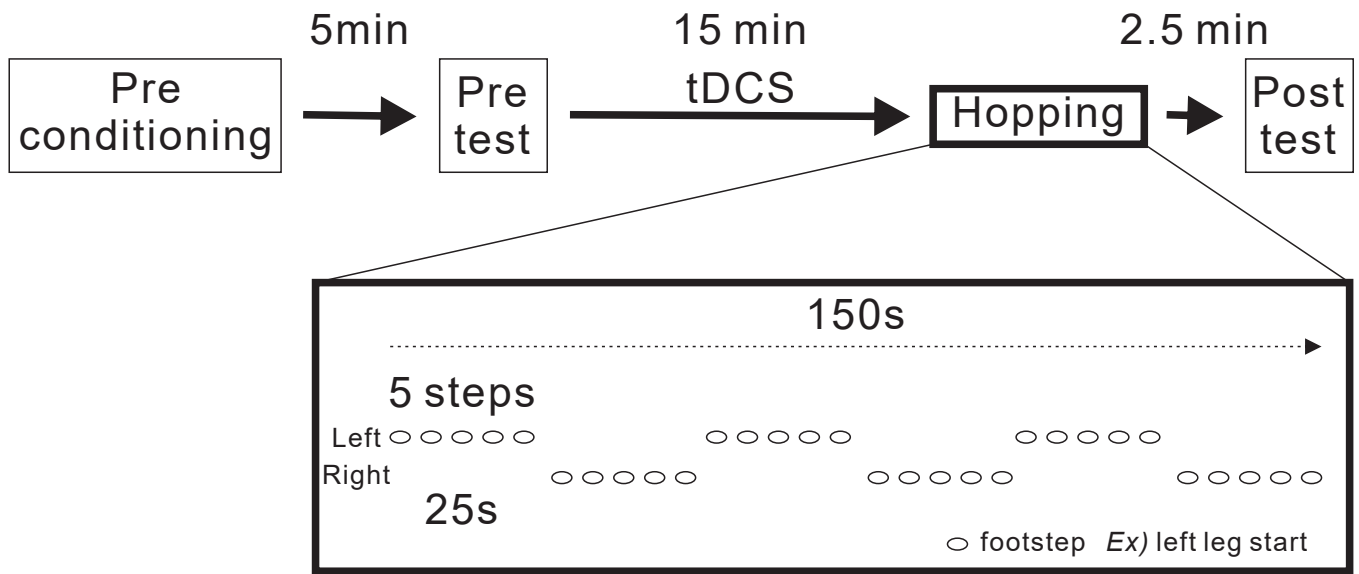 5min
15 min
2.5 min
Pre
conditioning
Pre
test
tDCS
Hopping
Post
test
150s
5 steps
Left
Right
25s
footstep Ex) left leg start